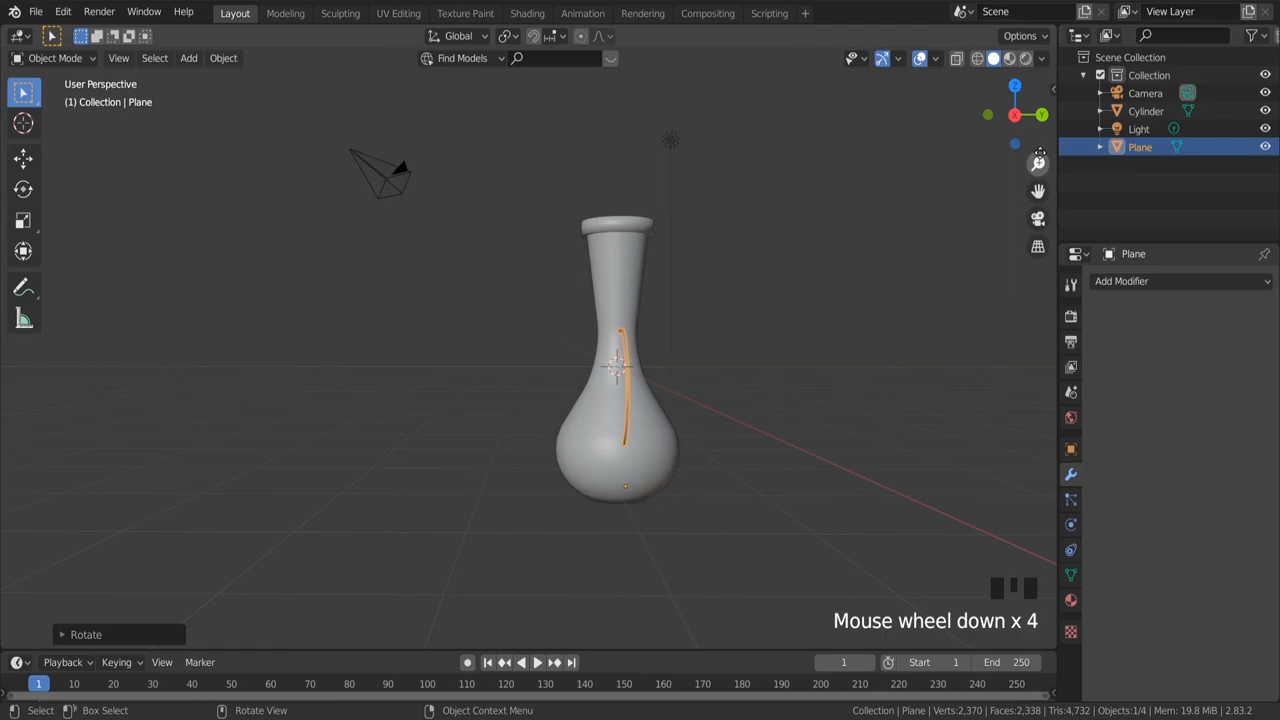 File Edit Render Window Help Layout Modeling Sculpting UV Editing Texture Paint Shading Animation Rendering Compositing Scripting + Scene View Layer
Global Options
Object Mode View Select Add Object Find Models
User Perspective
(1) Collection | Plane
Scene Collection
Collection
Camera
Cylinder
Light
Plane
Z
X Y
Plane
Add Modifier
Mouse wheel down x 4
Rotate
Playback Keying View Marker 1 Start 1 End 250
1 10 20 30 40 50 60 70 80 90 100 110 120 130 140 150 160 170 180 190 200 210 220 230 240 250
Select Box Select Rotate View Object Context Menu Collection | Plane | Verts:2,370 | Faces:2,338 | Tris:4,732 | Objects:1/4 | Mem: 19.8 MiB | 2.83.2